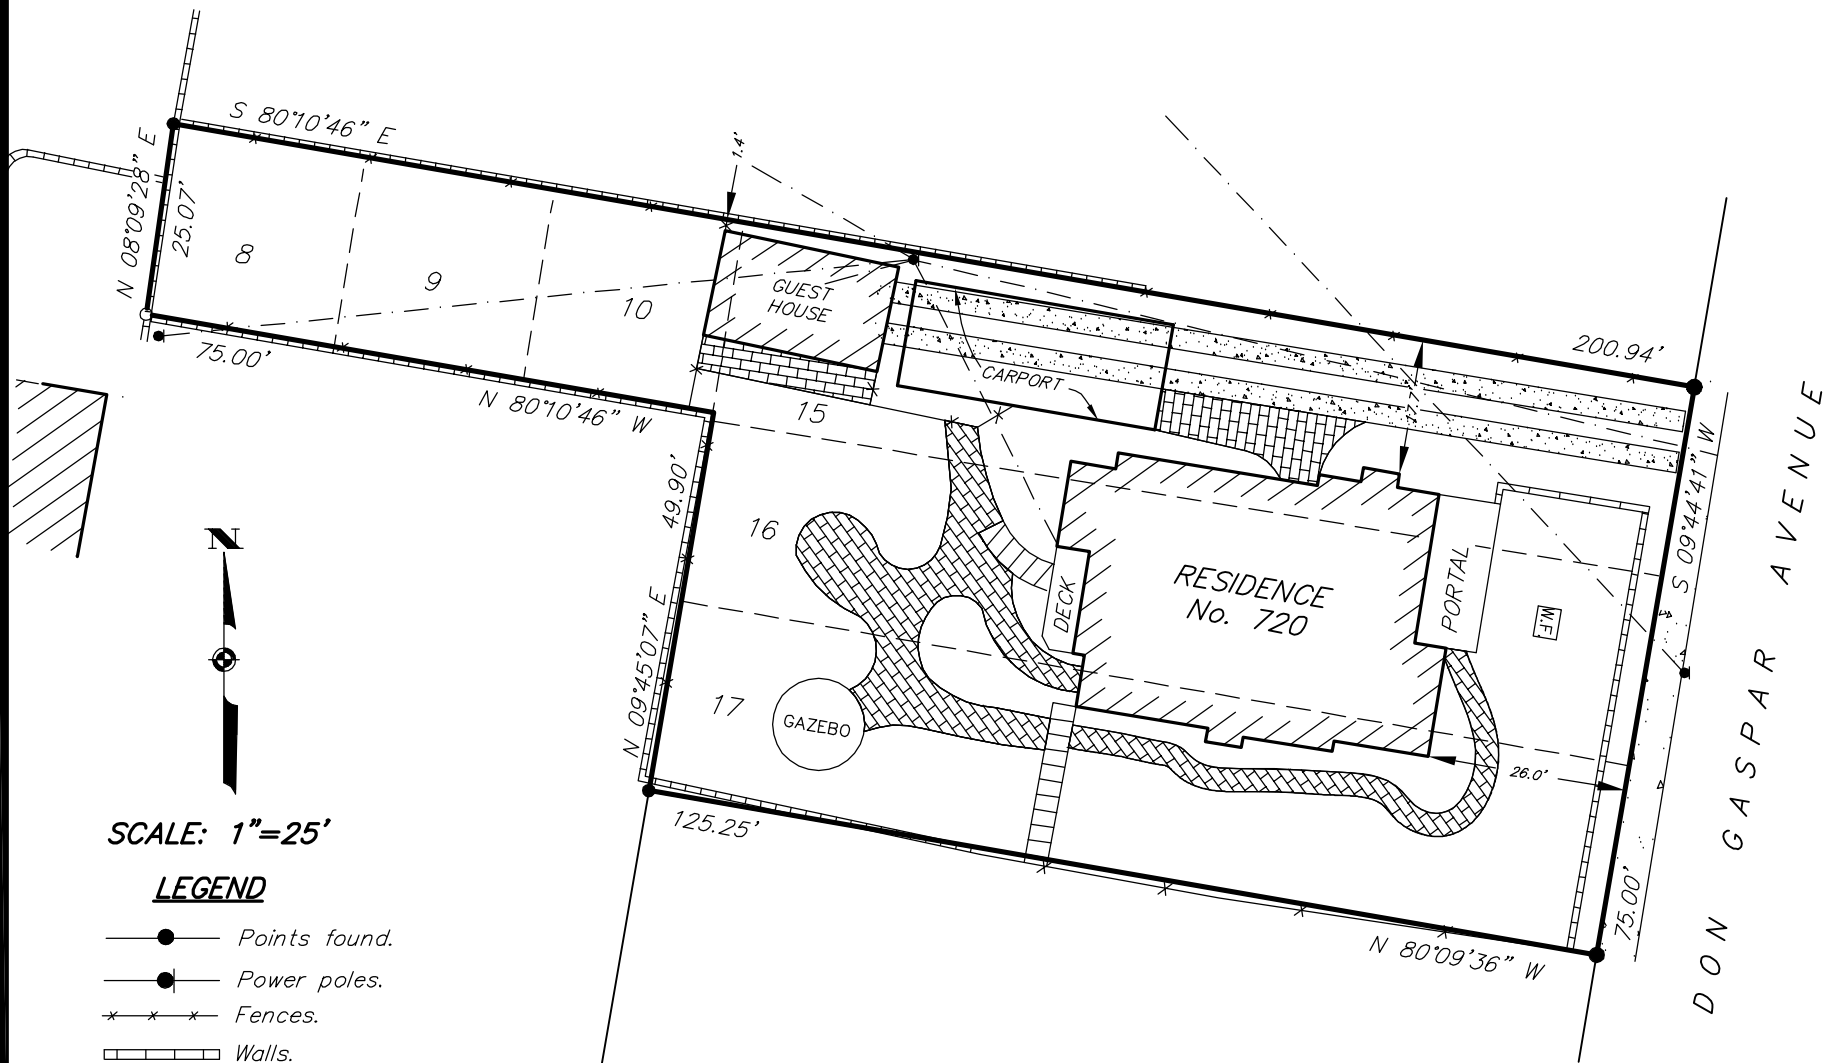 S 80°10'46" E
N 08°09'28" E
25.07'
1.4'
8
9
10
GUEST
HOUSE
CARPORT
200.94'
75.00'
N 80°10'46" W
15
S 09°44'41" W
DON GASPAR AVENUE
49.90'
16
RESIDENCE
No. 720
DECK
PORTAL
W.F.
N
N 09°45'07" E
17
GAZEBO
26.0'
125.25'
75.00'
N 80°09'36" W
SCALE: 1"=25'
LEGEND
Points found.
Power poles.
Fences.
Walls.